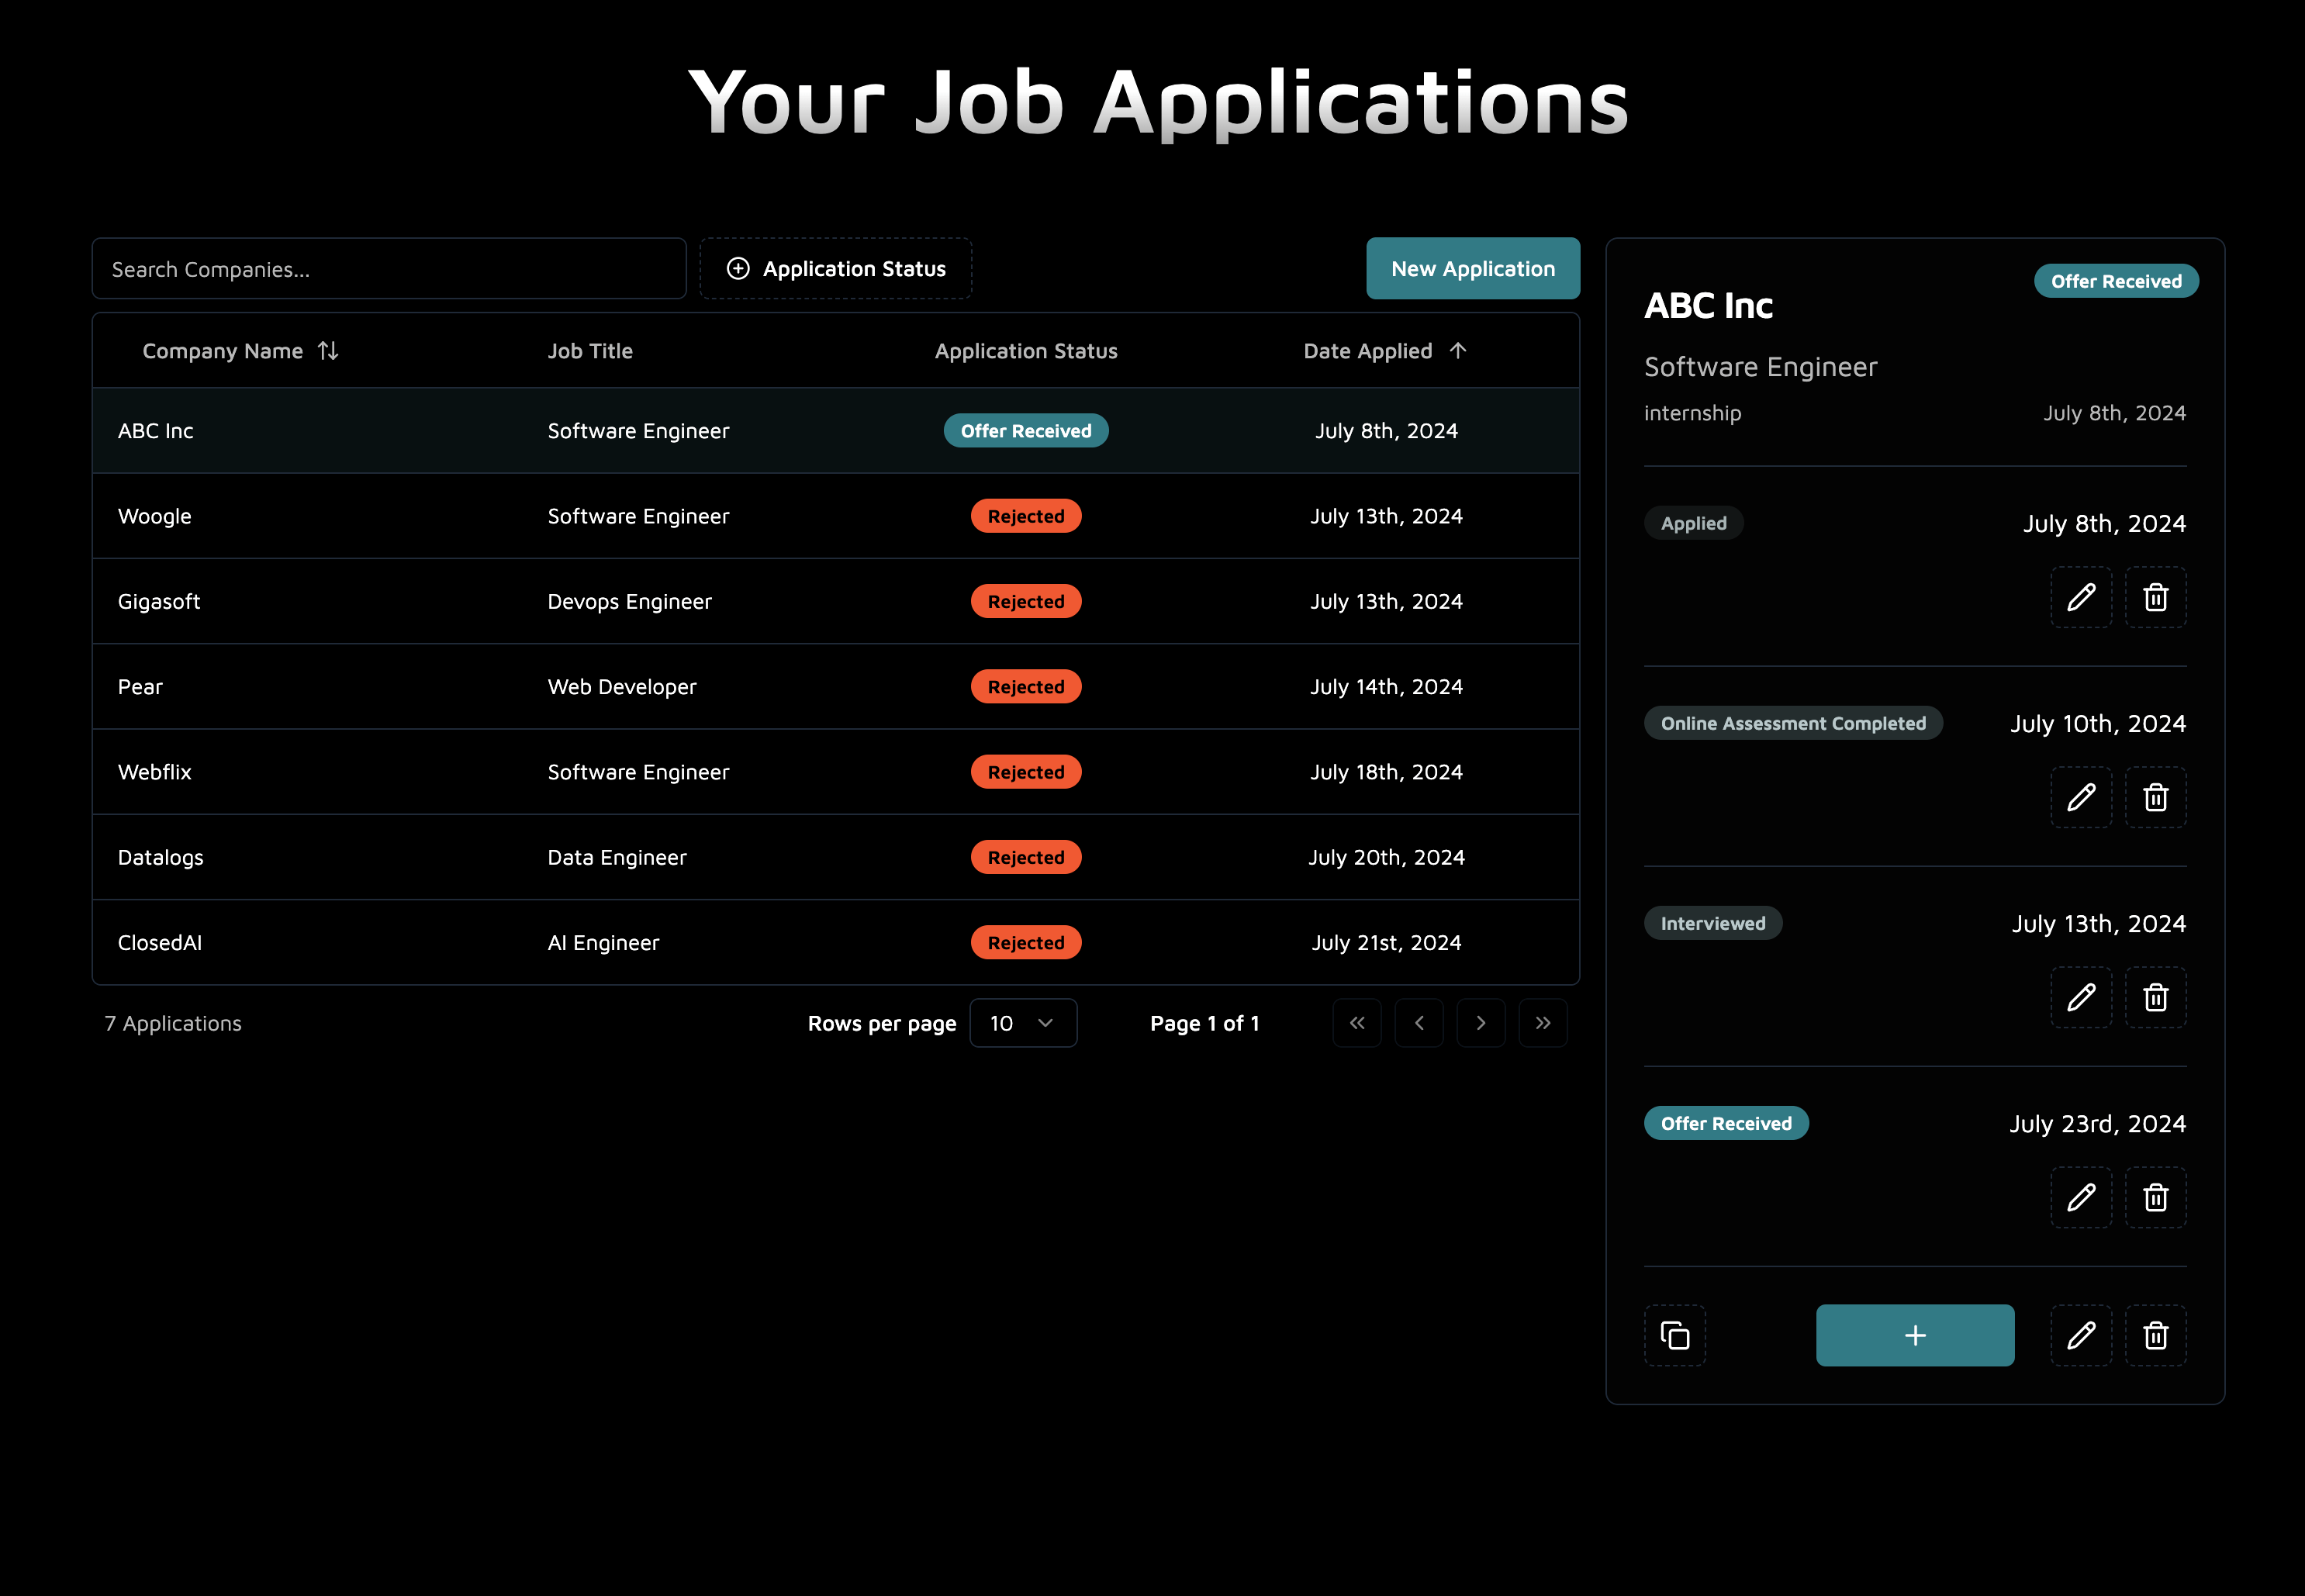 Your Job Applications
Search Companies...
Application Status
New Application
Company Name Job Title Application Status Date Applied
ABC Inc Software Engineer Offer Received July 8th, 2024
Woogle Software Engineer Rejected July 13th, 2024
Gigasoft Devops Engineer Rejected July 13th, 2024
Pear Web Developer Rejected July 14th, 2024
Webflix Software Engineer Rejected July 18th, 2024
Datalogs Data Engineer Rejected July 20th, 2024
ClosedAI AI Engineer Rejected July 21st, 2024
7 Applications Rows per page 10 Page 1 of 1
Offer Received
ABC Inc
Software Engineer
internship July 8th, 2024
Applied July 8th, 2024
Online Assessment Completed July 10th, 2024
Interviewed July 13th, 2024
Offer Received July 23rd, 2024